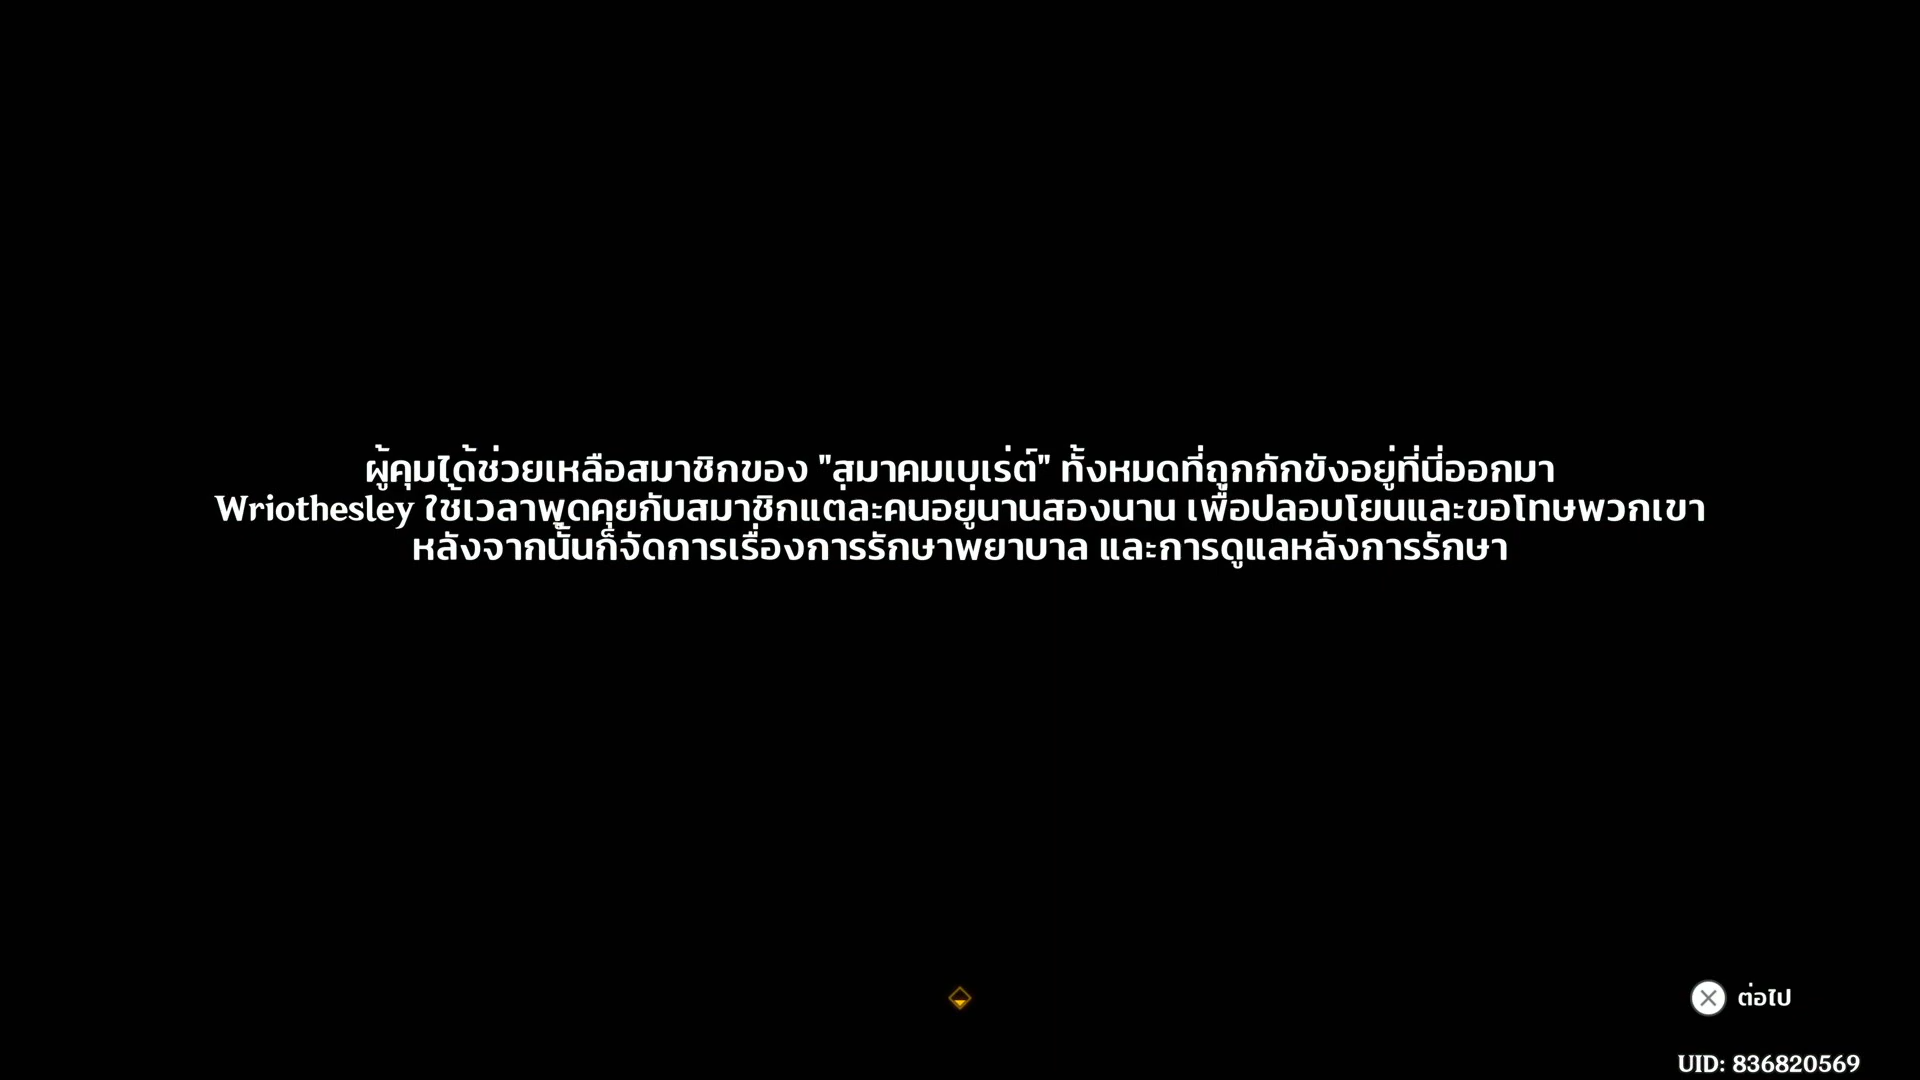 ผู้คุมได้ช่วยเหลือสมาชิกของ "สมาคมเบเร่ต์" ทั้งหมดที่ถูกกักขังอยู่ที่นี่ออกมา
Wriothesley ใช้เวลาพูดคุยกับสมาชิกแต่ละคนอยู่นานสองนาน เพื่อปลอบโยนและขอโทษพวกเขา
หลังจากนั้นก็จัดการเรื่องการรักษาพยาบาล และการดูแลหลังการรักษา
ต่อไป
UID: 836820569